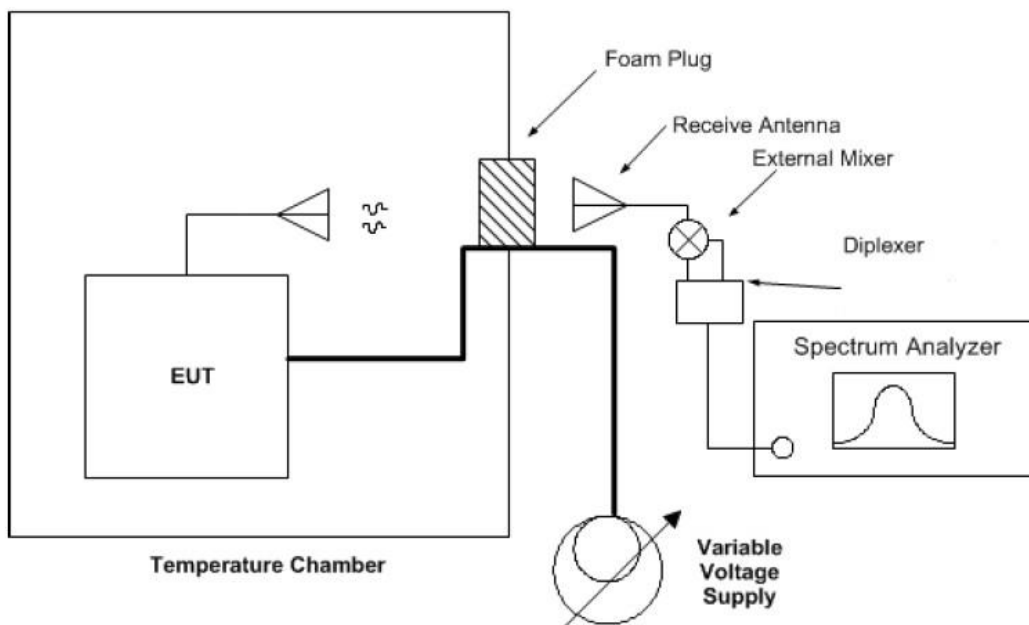 Foam Plug
Receive Antenna
External Mixer
Diplexer
Spectrum Analyzer
EUT
Temperature Chamber
Variable
Voltage
Supply